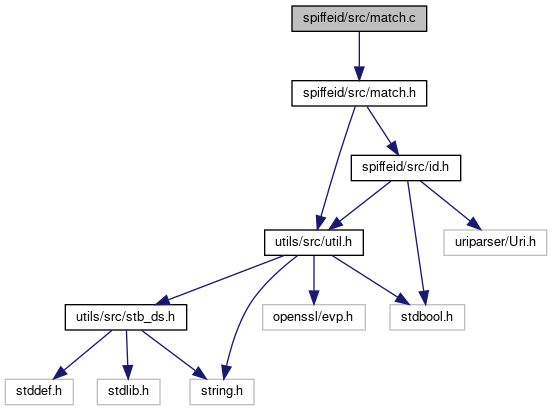 spiffeid/src/match.c
spiffeid/src/match.h
spiffeid/src/id.h
utils/src/util.h
uriparser/Uri.h
utils/src/stb_ds.h
openssl/evp.h
stdbool.h
stddef.h
stdlib.h
string.h